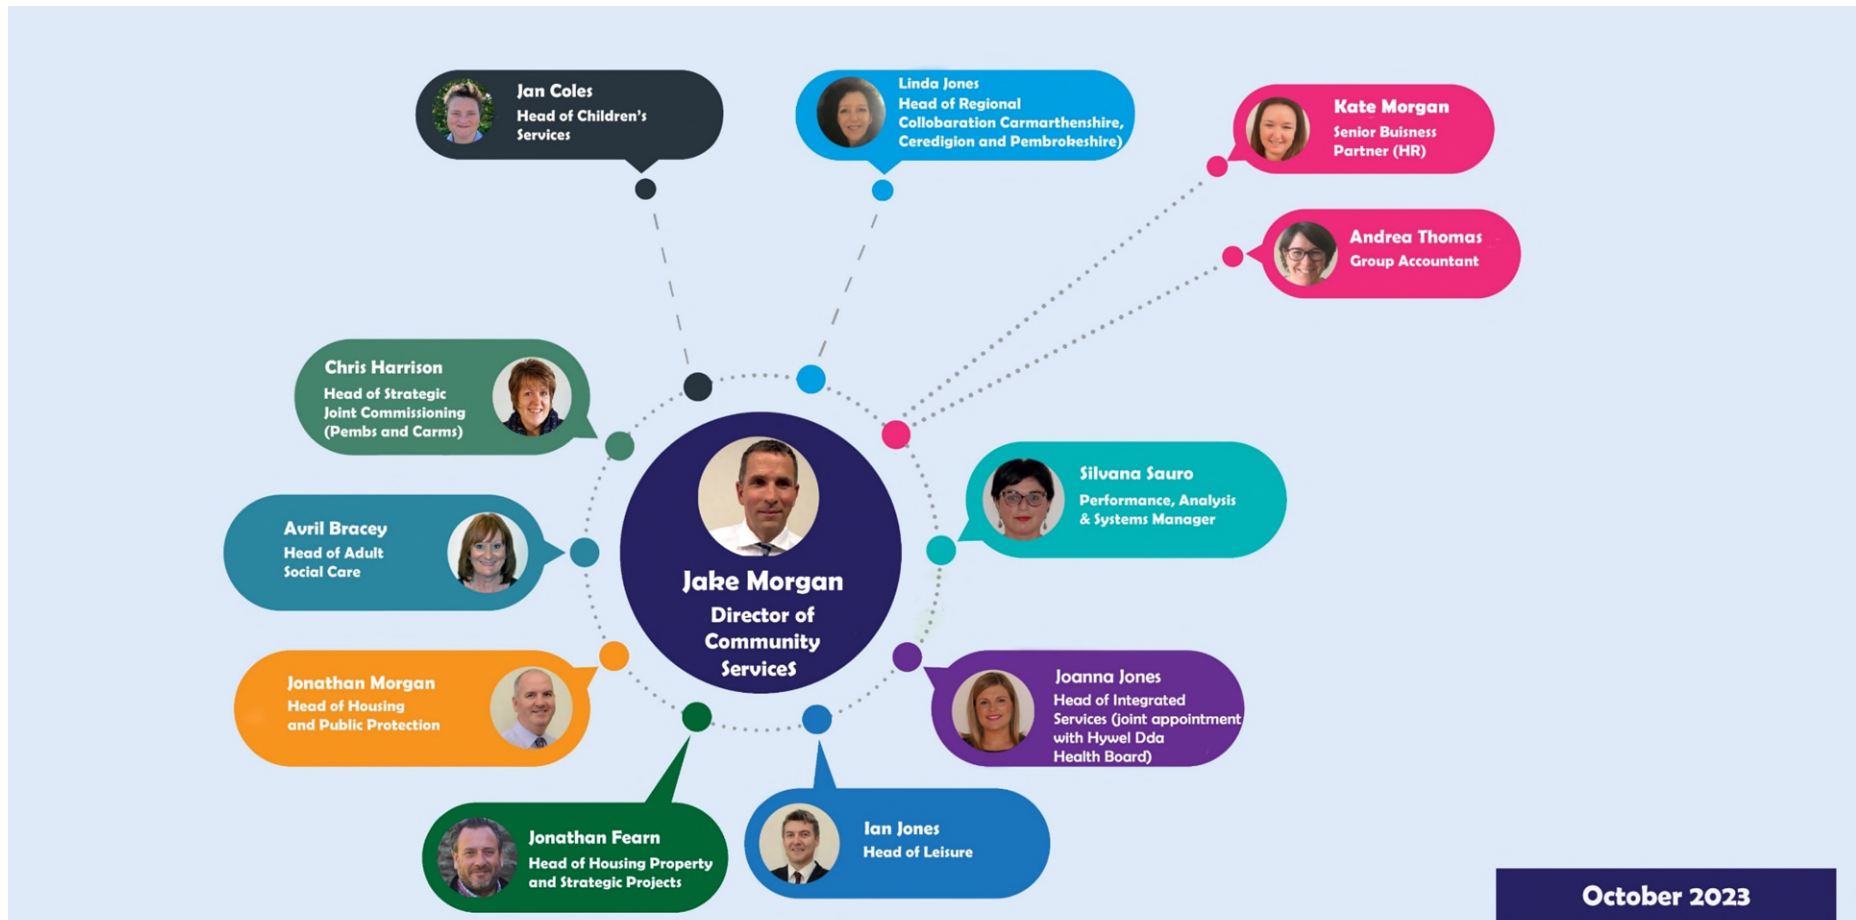 Jan Coles
Head of Children's
Services
Linda Jones
Head of Regional
Collobaration Carmarthenshire,
Ceredigion and Pembrokeshire)
Kate Morgan
Senior Buisness
Partner (HR)
Andrea Thomas
Group Accountant
Chris Harrison
Head of Strategic
Joint Commissioning
(Pembs and Carms)
Silvana Sauro
Performance, Analysis
& Systems Manager
Avril Bracey
Head of Adult
Social Care
Jake Morgan
Director of
Community
Services
Jonathan Morgan
Head of Housing
and Public Protection
Joanna Jones
Head of Integrated
Services (joint appointment
with Hywel Dda
Health Board)
Jonathan Fearn
Head of Housing Property
and Strategic Projects
Ian Jones
Head of Leisure
October 2023